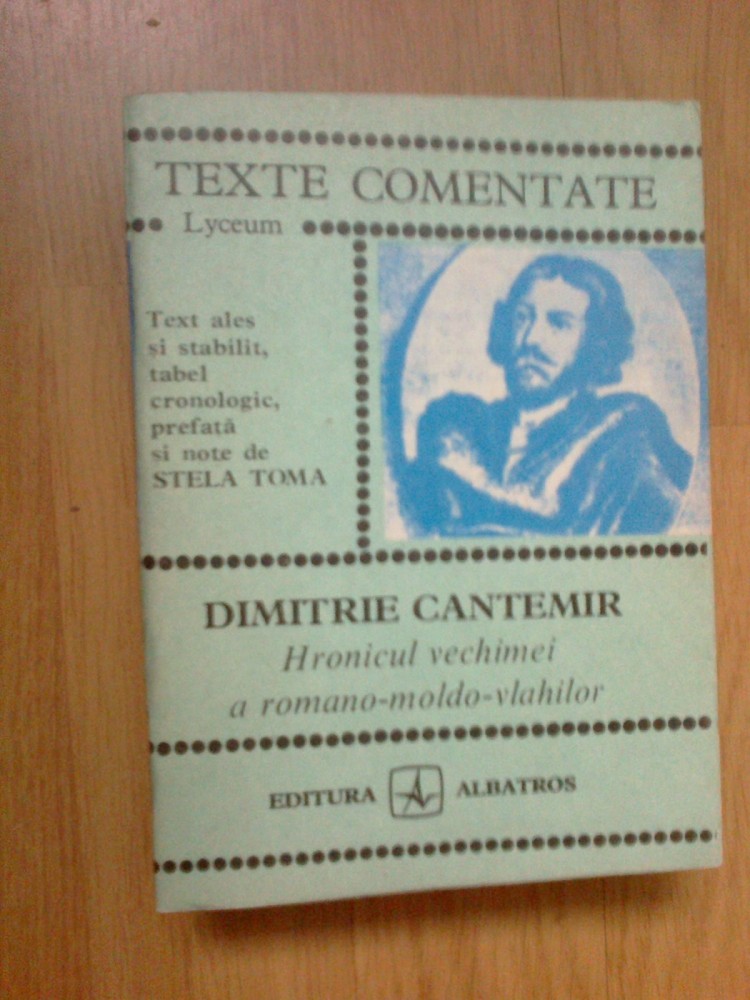 TEXTE COMENTATE
Lyceum
Text ales
și stabilit,
tabel
cronologic,
prefață
și note de
STELA TOMA
DIMITRIE CANTEMIR
Hronicul vechimei
a romano-moldo-vlahilor
EDITURA ALBATROS